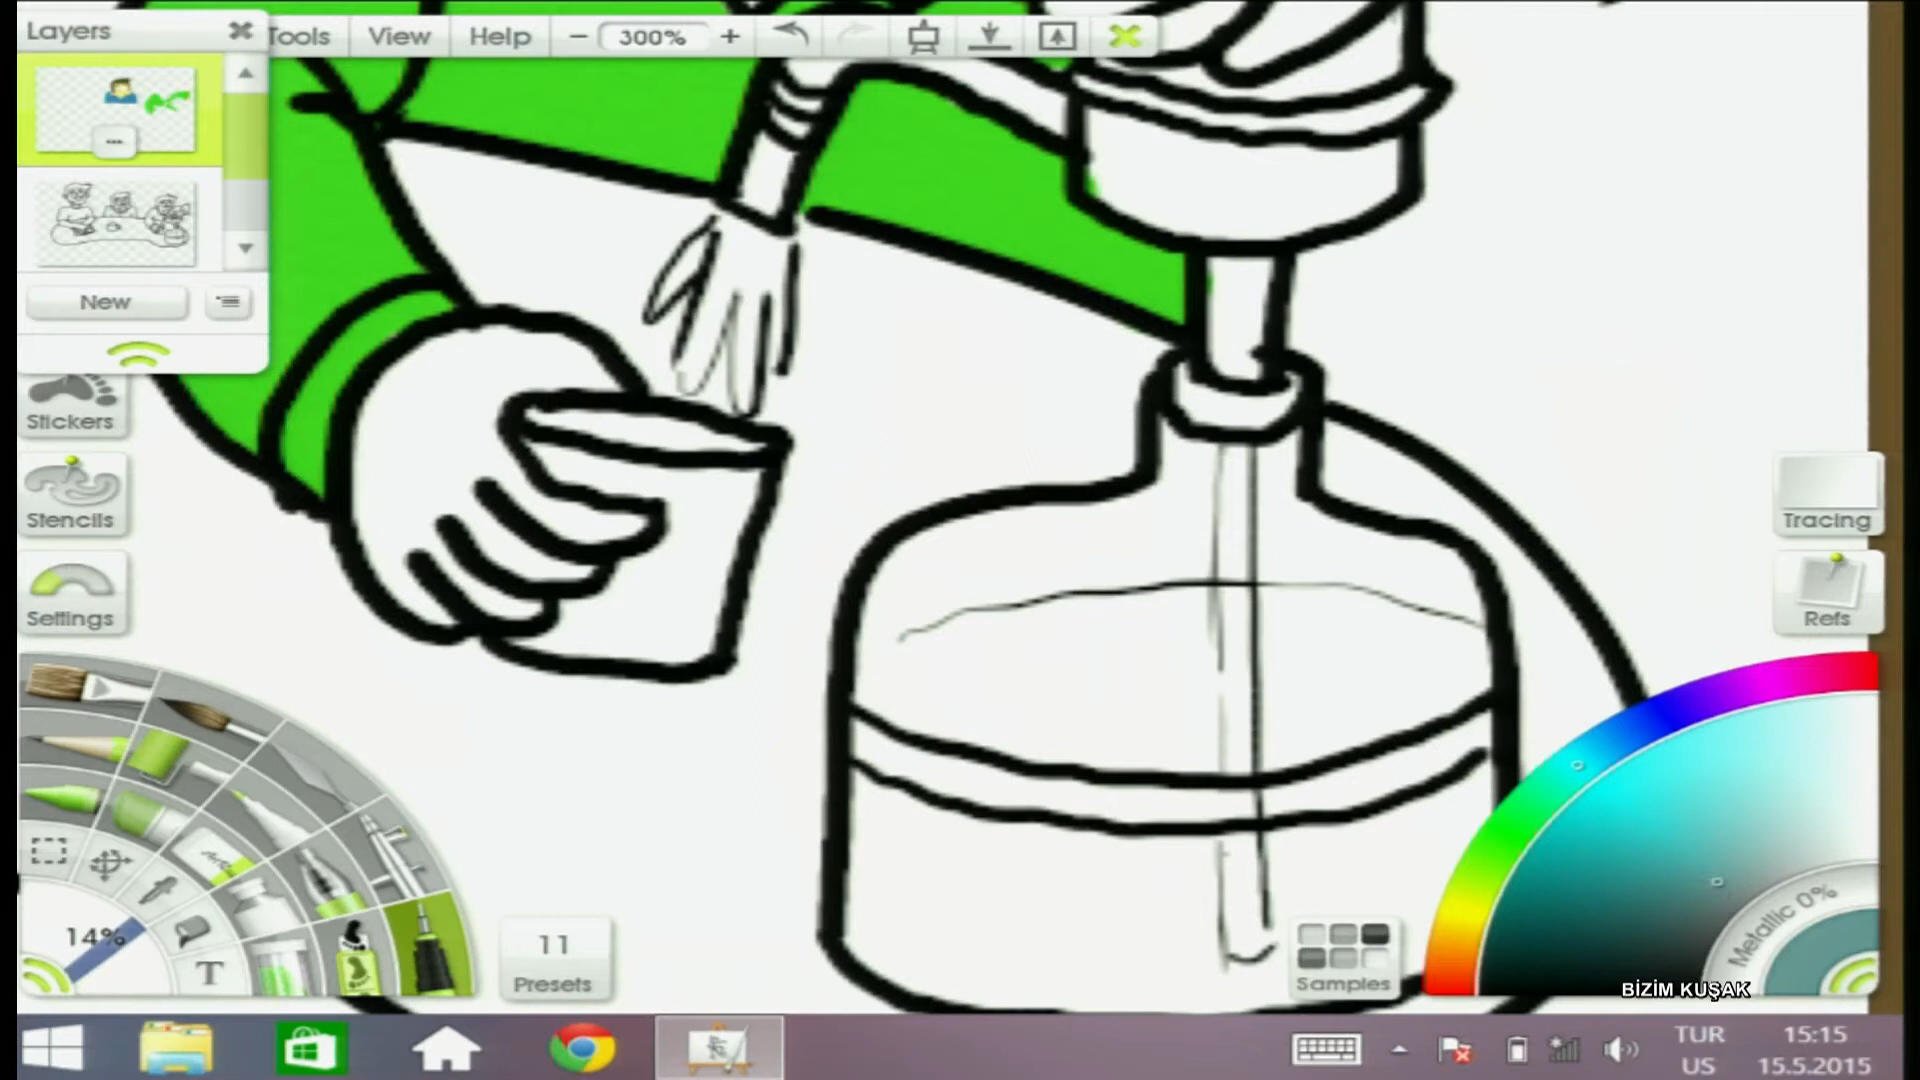 Layers
Tools
View
Help
300%
New
Stickers
Stencils
Settings
Tracing
Refs
14%
T
11
Presets
Samples
Metallic 0%
BİZİM KUŞAK
TUR
US
15:15
15.5.2015